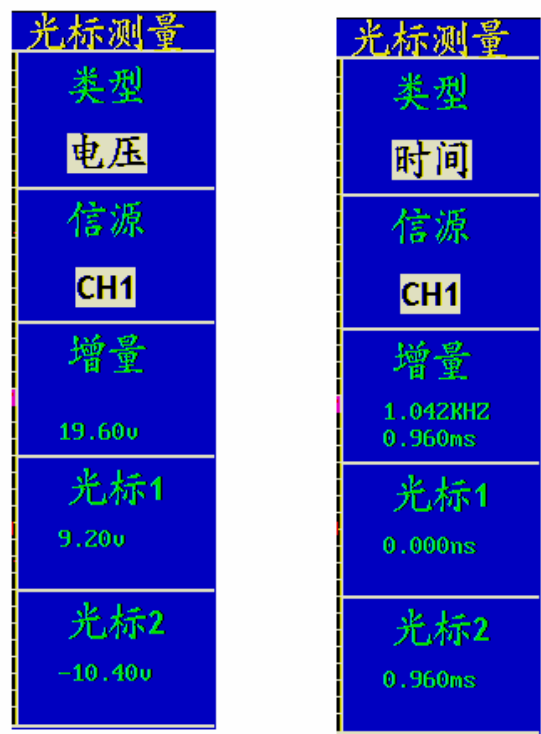 光标测量
类型
电压
信源
CH1
增量
19.60v
光标1
9.20v
光标2
-10.40v
光标测量
类型
时间
信源
CH1
增量
1.042KHZ
0.960ms
光标1
0.000ns
光标2
0.960ms